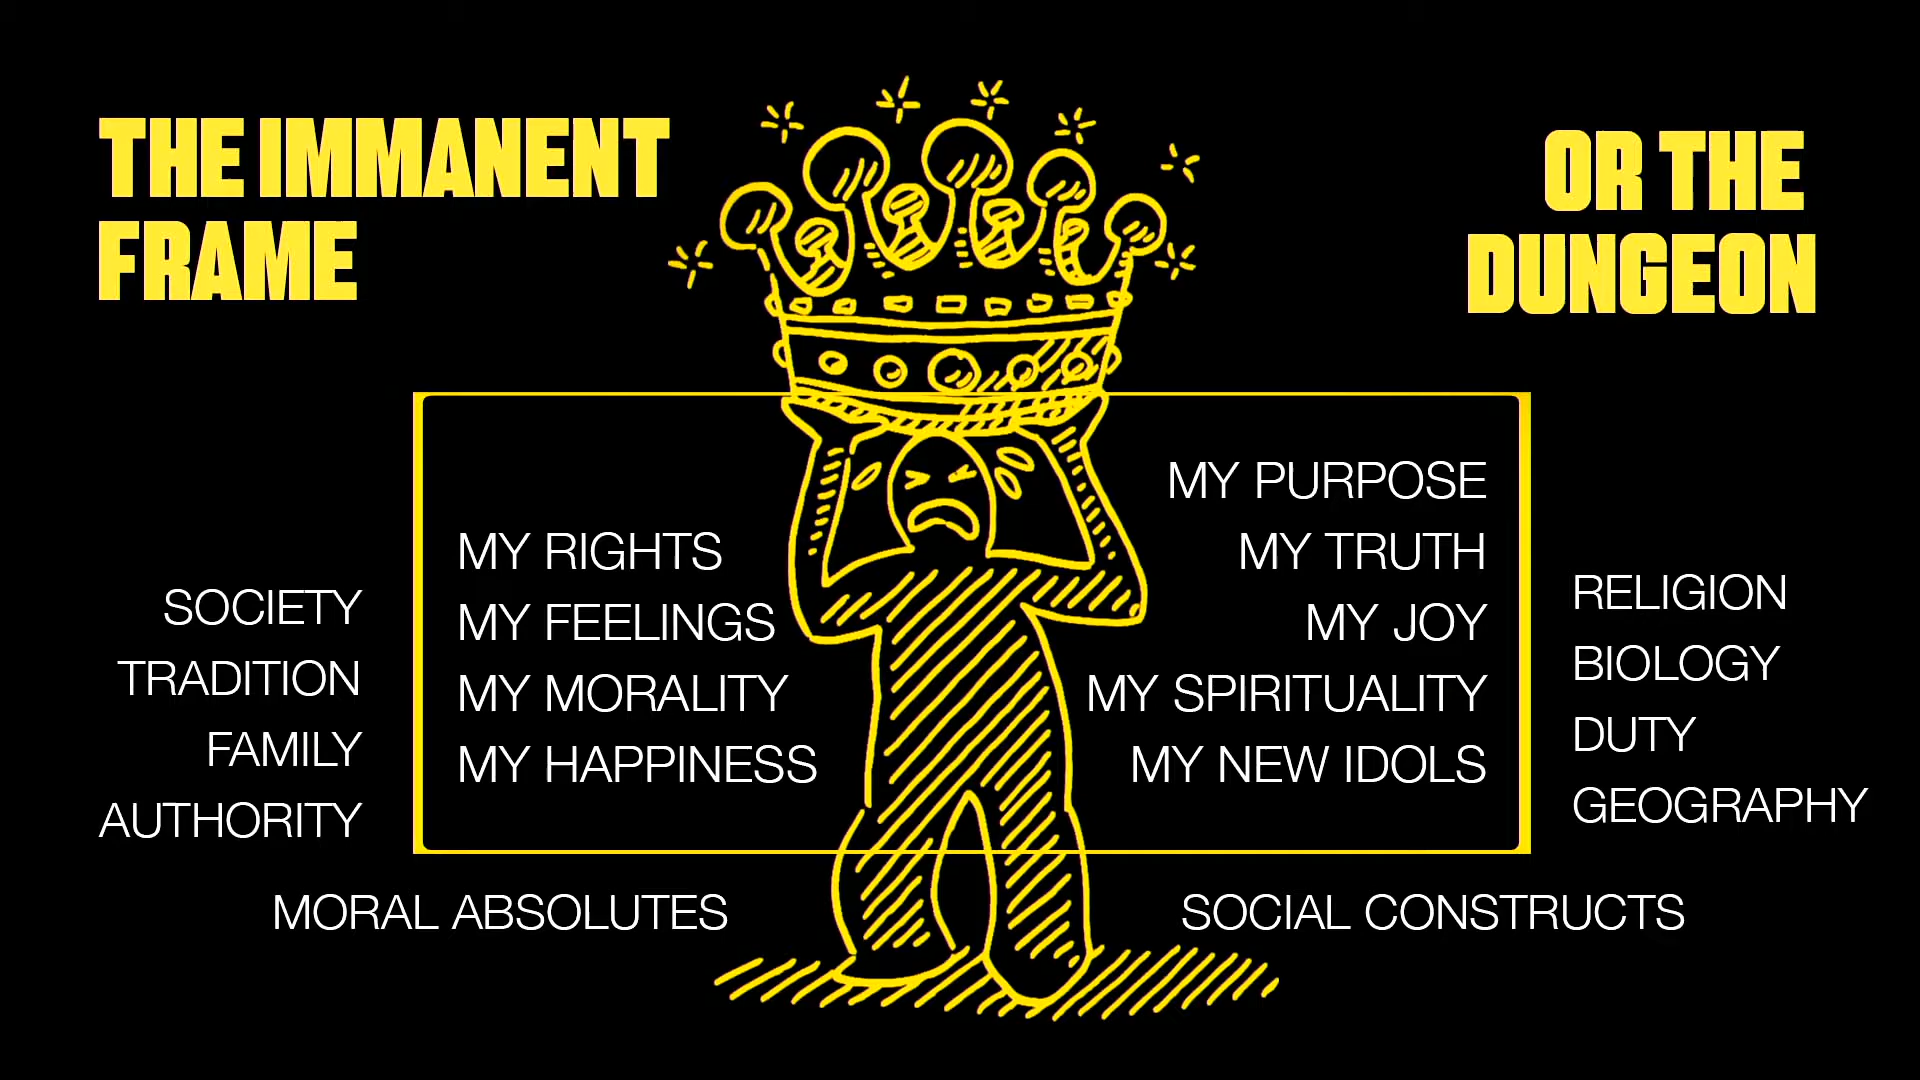 THE IMMANENT
FRAME
OR THE
DUNGEON
SOCIETY
TRADITION
FAMILY
AUTHORITY
MY RIGHTS
MY FEELINGS
MY MORALITY
MY HAPPINESS
MY PURPOSE
MY TRUTH
MY JOY
MY SPIRITUALITY
MY NEW IDOLS
RELIGION
BIOLOGY
DUTY
GEOGRAPHY
MORAL ABSOLUTES
SOCIAL CONSTRUCTS